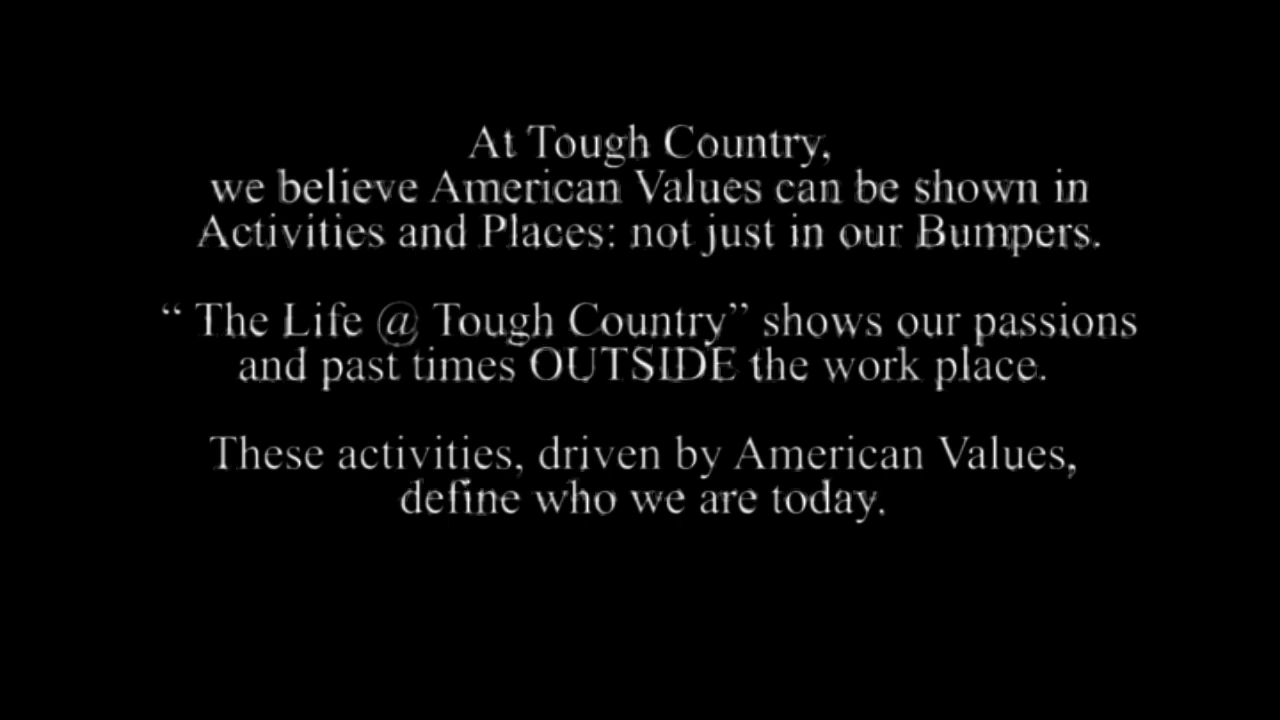 At Tough Country,
we believe American Values can be shown in
Activities and Places: not just in our Bumpers.
“ The Life @ Tough Country” shows our passions
and past times OUTSIDE the work place.
These activities, driven by American Values,
define who we are today.